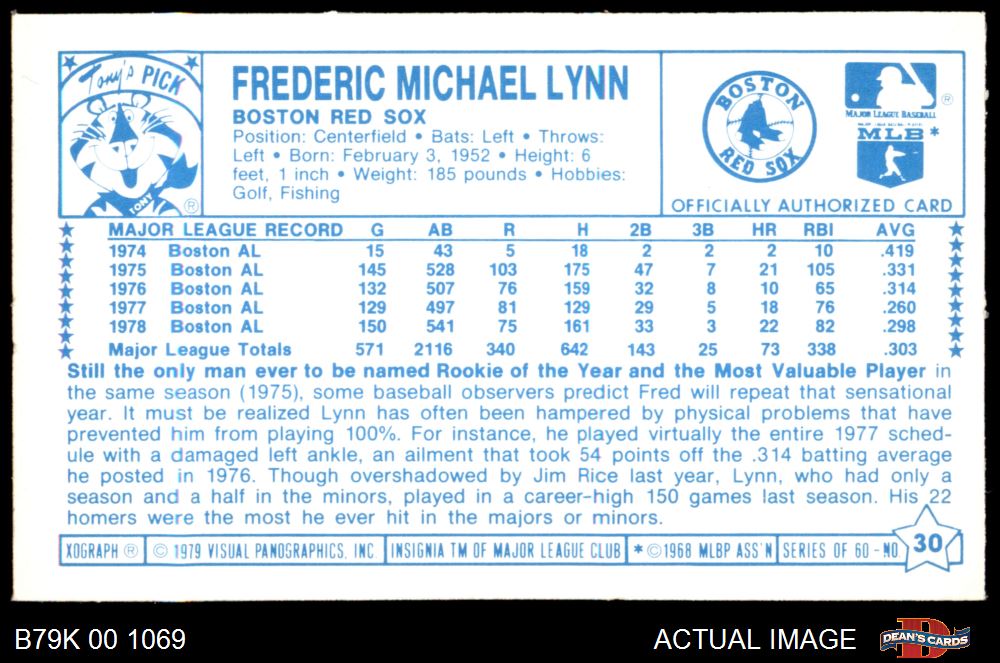 Tony's PICK
TONY
®
FREDERIC MICHAEL LYNN
BOSTON RED SOX
Position: Centerfield • Bats: Left • Throws:
Left • Born: February 3, 1952 • Height: 6
feet, 1 inch • Weight: 185 pounds • Hobbies:
Golf, Fishing
BOSTON
RED SOX
®
MAJOR LEAGUE BASEBALL
MLB*
OFFICIALLY AUTHORIZED CARD
MAJOR LEAGUE RECORD G AB R H 2B 3B HR RBI AVG
1974 Boston AL 15 43 5 18 2 2 2 10 .419
1975 Boston AL 145 528 103 175 47 7 21 105 .331
1976 Boston AL 132 507 76 159 32 8 10 65 .314
1977 Boston AL 129 497 81 129 29 5 18 76 .260
1978 Boston AL 150 541 75 161 33 3 22 82 .298
Major League Totals 571 2116 340 642 143 25 73 338 .303
Still the only man ever to be named Rookie of the Year and the Most Valuable Player in
the same season (1975), some baseball observers predict Fred will repeat that sensational
year. It must be realized Lynn has often been hampered by physical problems that have
prevented him from playing 100%. For instance, he played virtually the entire 1977 sched-
ule with a damaged left ankle, an ailment that took 54 points off the .314 batting average
he posted in 1976. Though overshadowed by Jim Rice last year, Lynn, who had only a
season and a half in the minors, played in a career-high 150 games last season. His 22
homers were the most he ever hit in the majors or minors.
XOGRAPH ® © 1979 VISUAL PANOGRAPHICS, INC INSIGNIA TM OF MAJOR LEAGUE CLUB * ©1968 MLBP ASS'N SERIES OF 60 - NO. 30
B79K 00 1069
ACTUAL IMAGE
D
DEAN'S CARDS